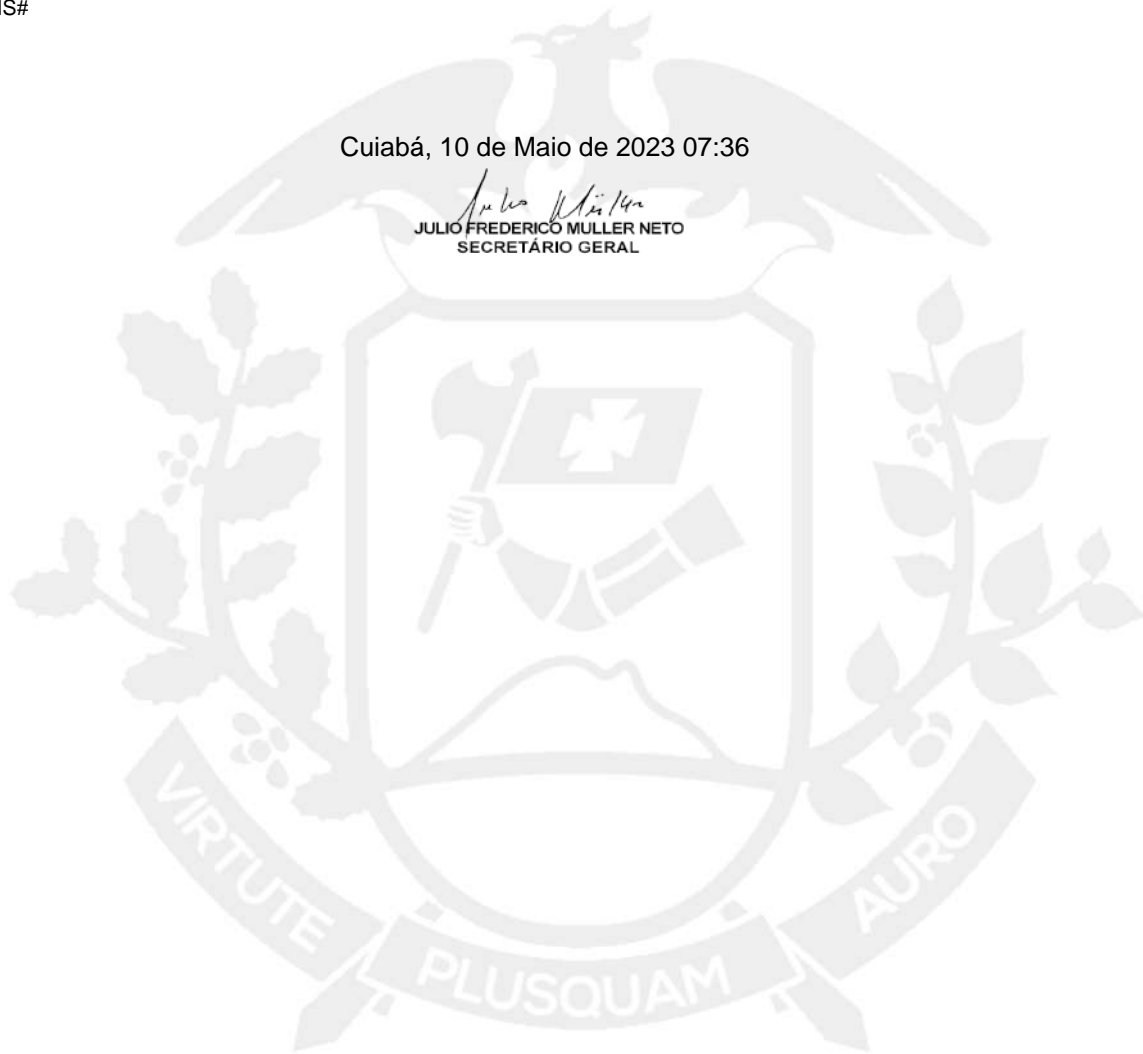 IS#
Cuiabá, 10 de Maio de 2023 07:36
JULIO FREDERICO MULLER NETO
SECRETÁRIO GERAL
VIRTUTE PLUSQUAM AURO